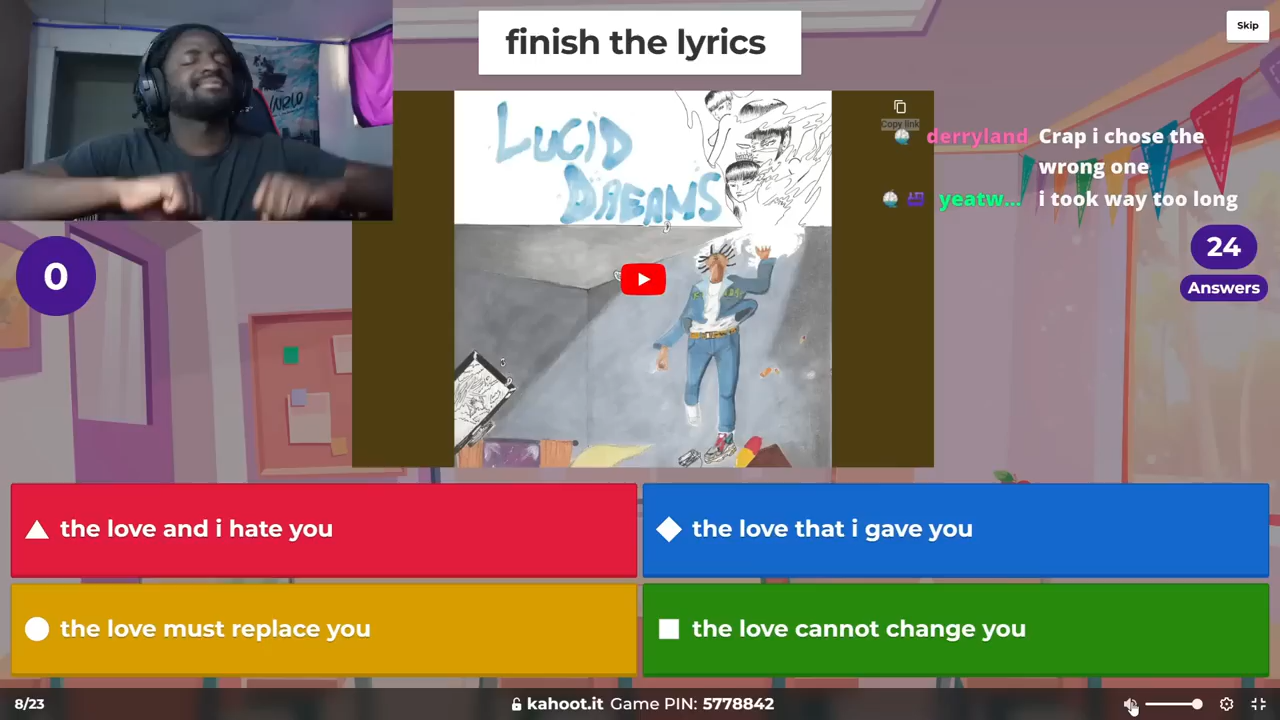 finish the lyrics
Skip
LUCID
DREAMS
Copy link
derryland Crap i chose the
wrong one
yeatw... i took way too long
0
24
Answers
the love and i hate you
the love that i gave you
the love must replace you
the love cannot change you
8/23
kahoot.it Game PIN: 5778842